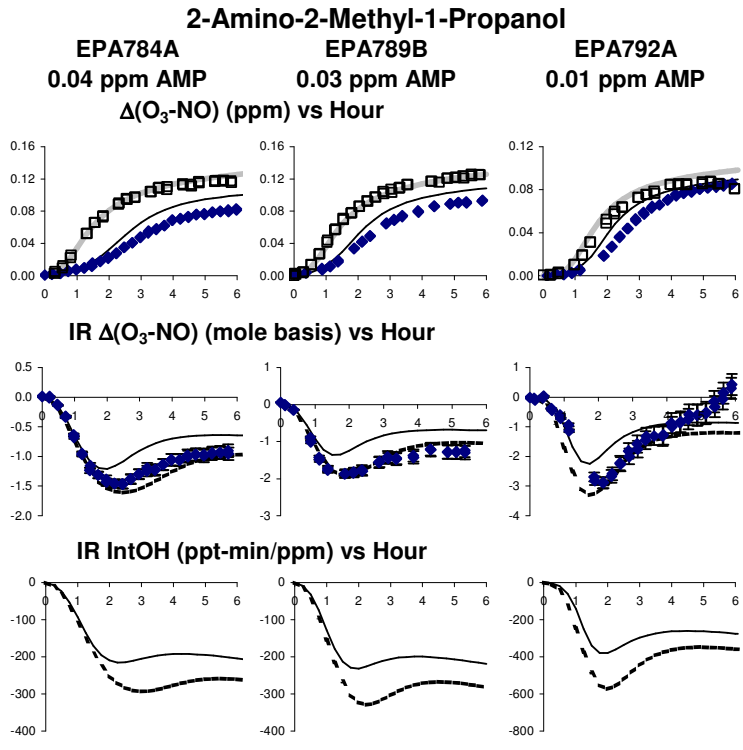 2-Amino-2-Methyl-1-Propanol
EPA784A EPA789B EPA792A
0.04 ppm AMP 0.03 ppm AMP 0.01 ppm AMP
Δ(O₃-NO) (ppm) vs Hour
0.16 0.16 0.12
0.12 0.12
0.08
0.08 0.08
0.04
0.04 0.04
0.00 0.00 0.00
0 1 2 3 4 5 6 0 1 2 3 4 5 6 0 1 2 3 4 5 6
IR Δ(O₃-NO) (mole basis) vs Hour
0.5 1 1
0.0 0 0
-0.5 -1 -1
-1.0 -2 -2
-1.5 -3 -3
-2.0 -4
0 1 2 3 4 5 6 0 1 2 3 4 5 6 0 1 2 3 4 5 6
IR IntOH (ppt-min/ppm) vs Hour
0 0 0
0 1 2 3 4 5 6 0 1 2 3 4 5 6 0 1 2 3 4 5 6
-100 -100 -200
-200 -200 -400
-300 -300 -600
-400 -400 -800